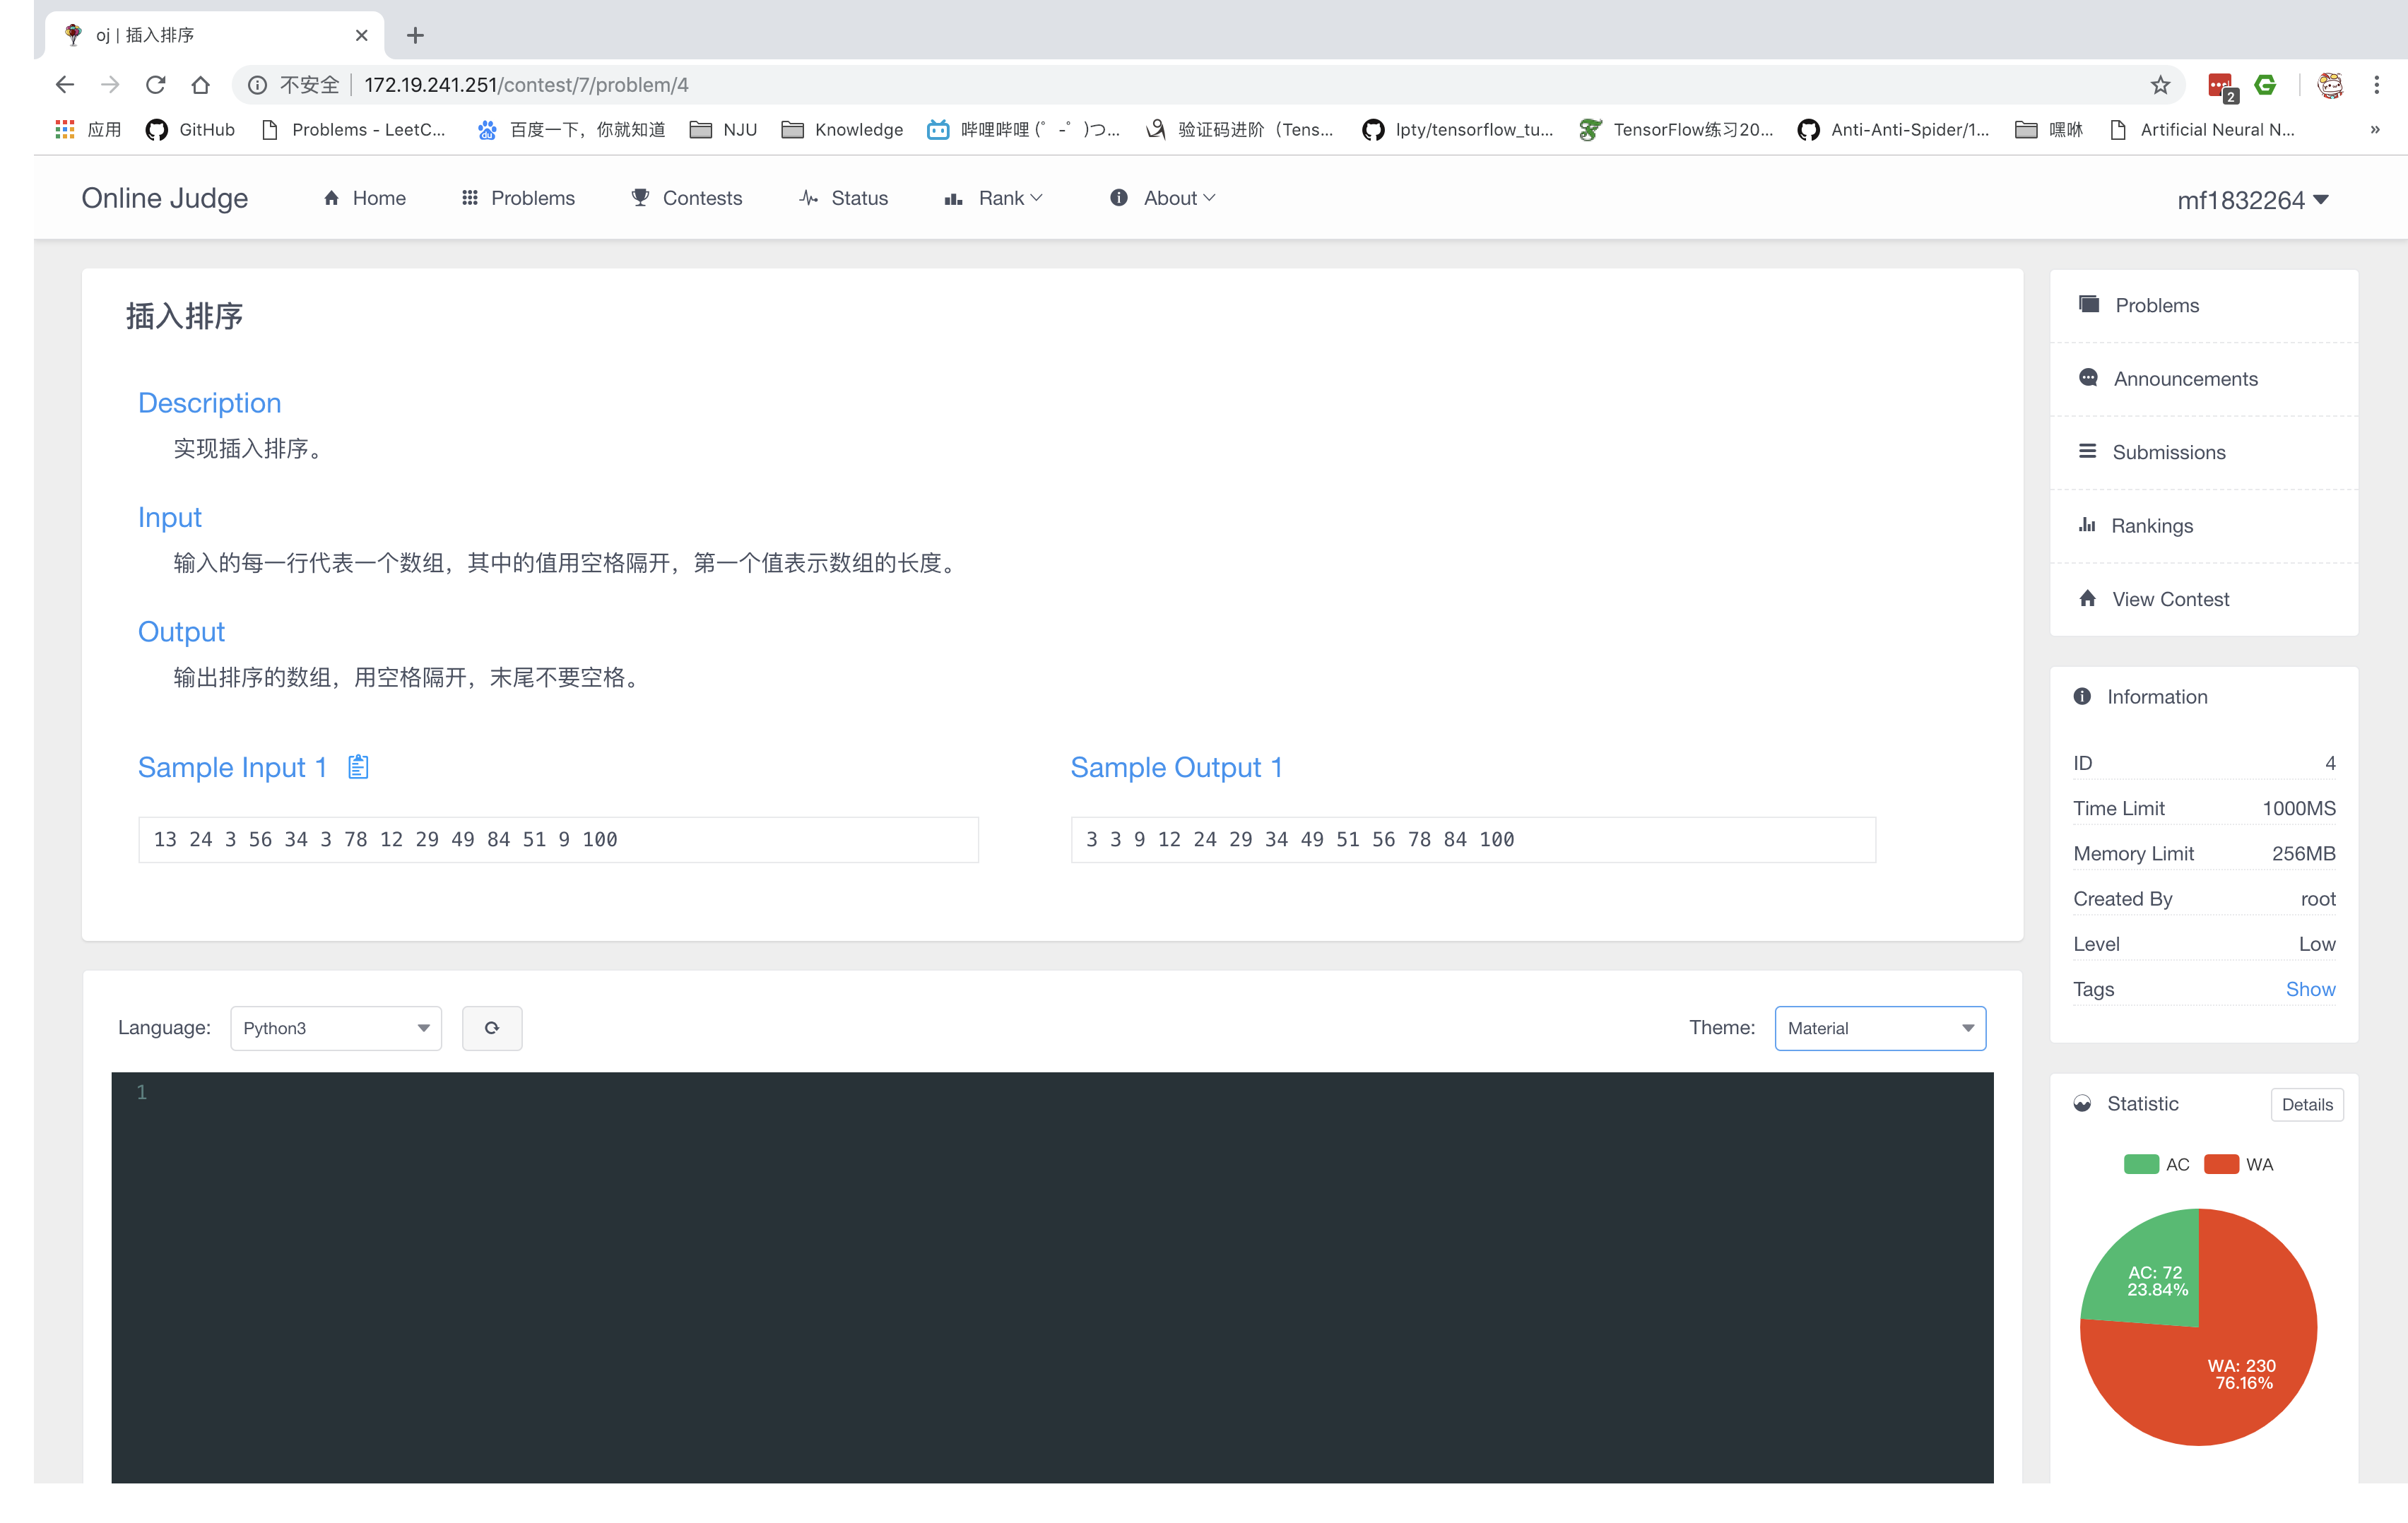 oj | 插入排序
不安全 | 172.19.241.251/contest/7/problem/4
2
应用 GitHub Problems - LeetC... 百度一下，你就知道 NJU Knowledge 哔哩哔哩 (゜-゜)つ... 验证码进阶（Tens... lpty/tensorflow_tu... TensorFlow练习20... Anti-Anti-Spider/1... 嘿咻 Artificial Neural N... »
Online Judge Home Problems Contests Status Rank About mf1832264
插入排序
Description
实现插入排序。
Input
输入的每一行代表一个数组，其中的值用空格隔开，第一个值表示数组的长度。
Output
输出排序的数组，用空格隔开，末尾不要空格。
Sample Input 1
13 24 3 56 34 3 78 12 29 49 84 51 9 100
Sample Output 1
3 3 9 12 24 29 34 49 51 56 78 84 100
Language: Python3
Theme: Material
1
Problems
Announcements
Submissions
Rankings
View Contest
Information
ID 4
Time Limit 1000MS
Memory Limit 256MB
Created By root
Level Low
Tags Show
Statistic Details
AC WA
AC: 72
23.84%
WA: 230
76.16%